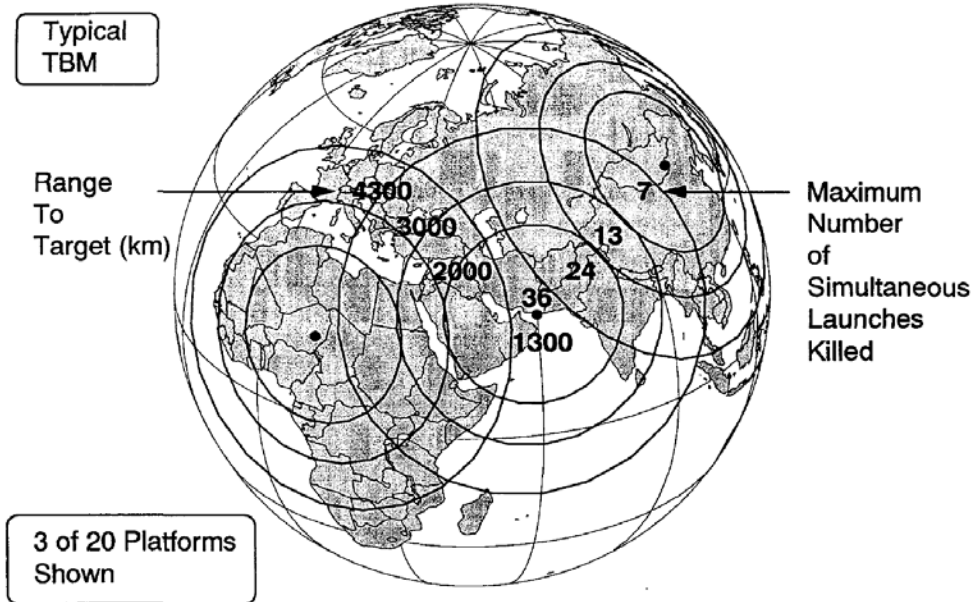 Typical
TBM
Range
To
Target (km)
4300
3000
2000
1300
7
13
24
36
Maximum
Number
of
Simultaneous
Launches
Killed
3 of 20 Platforms
Shown